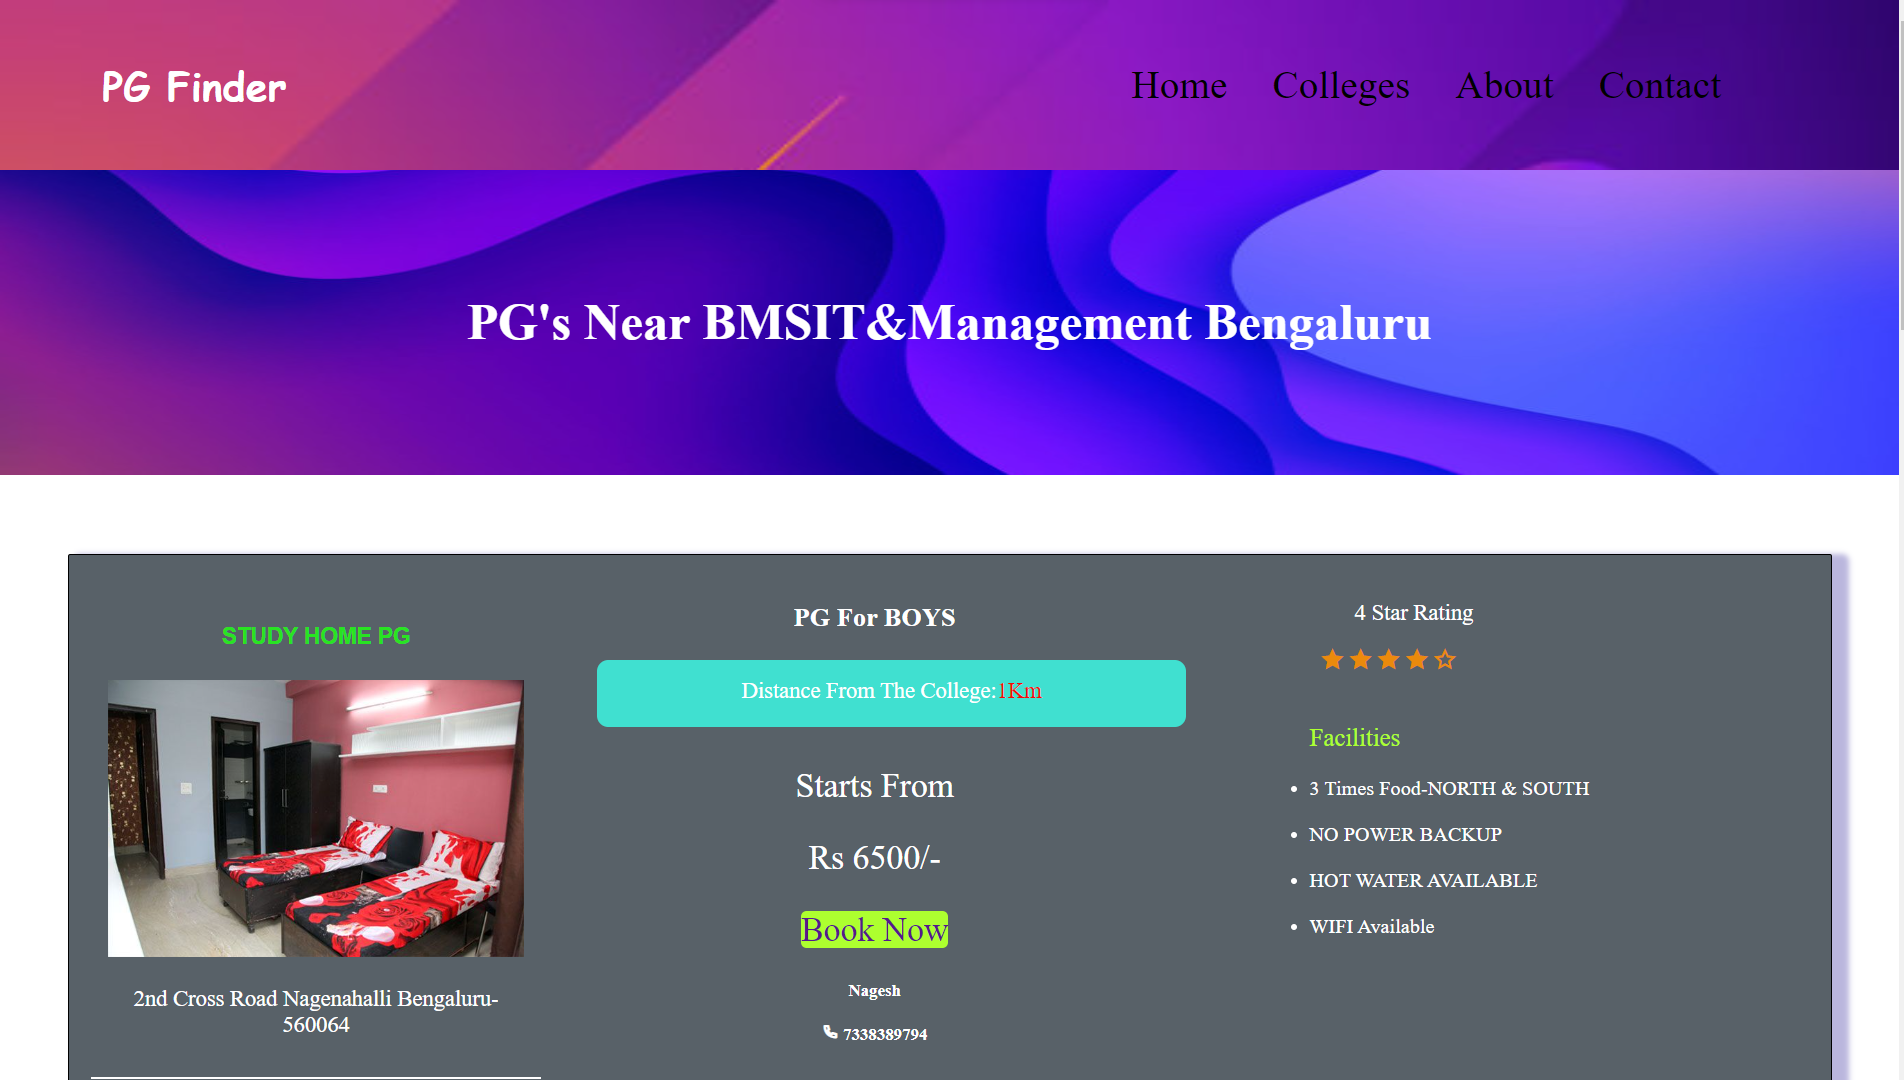 PG Finder
Home Colleges About Contact
PG's Near BMSIT&Management Bengaluru
STUDY HOME PG
2nd Cross Road Nagenahalli Bengaluru-
560064
PG For BOYS
Distance From The College:1Km
Starts From
Rs 6500/-
Book Now
Nagesh
7338389794
4 Star Rating
Facilities
3 Times Food-NORTH & SOUTH
NO POWER BACKUP
HOT WATER AVAILABLE
WIFI Available